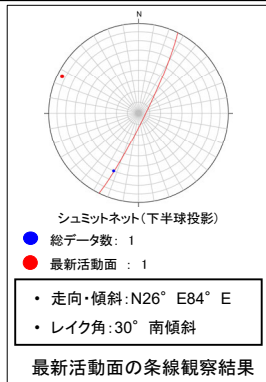 N
シュミットネット(下半球投影)
総データ数: 1
最新活動面 : 1
• 走向・傾斜:N26° E84° E
• レイク角:30° 南傾斜
最新活動面の条線観察結果